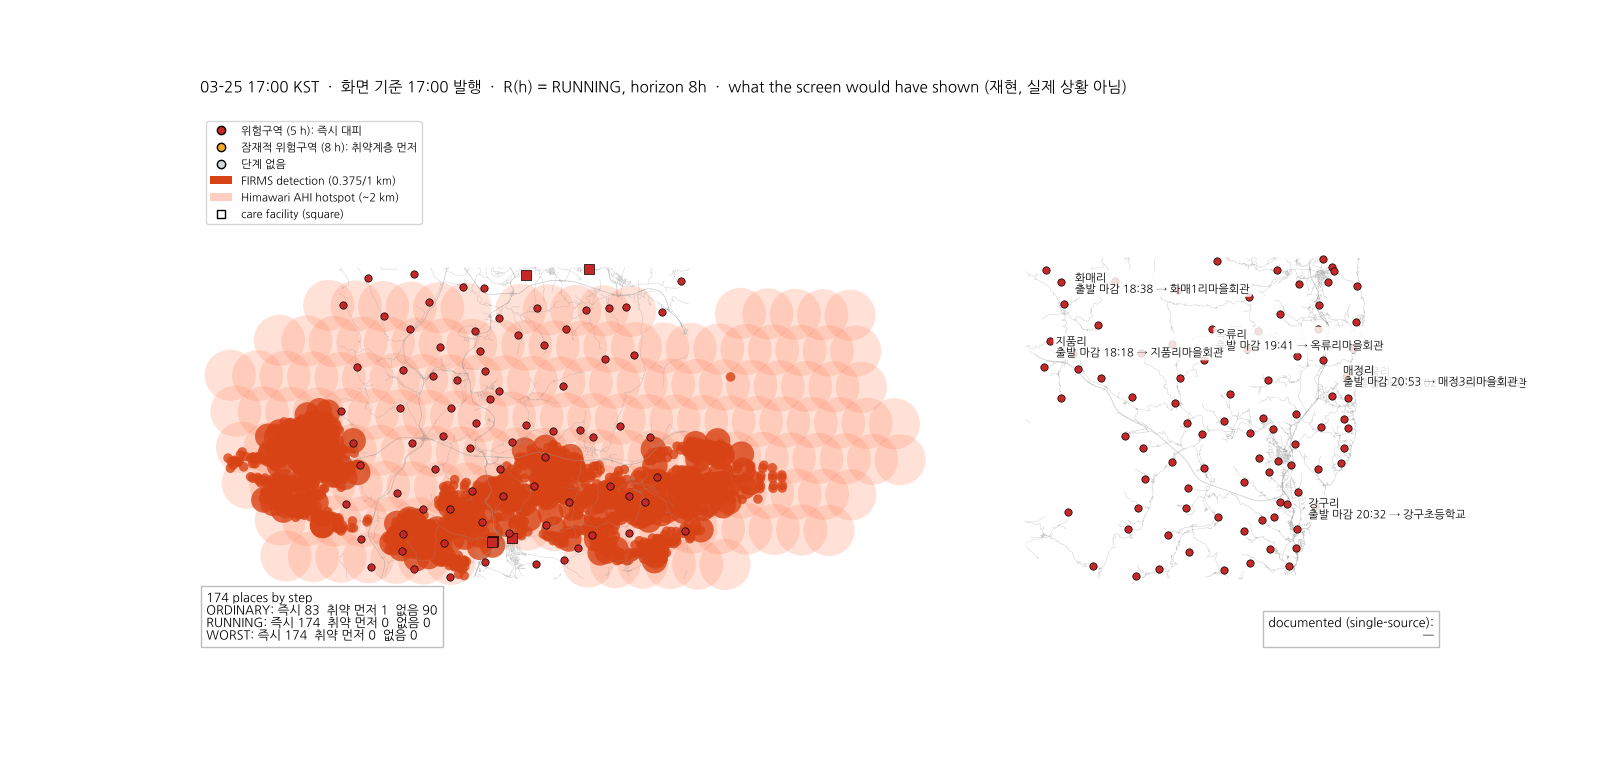 03-25 17:00 KST · 화면 기준 17:00 발행 · R(h) = RUNNING, horizon 8h · what the screen would have shown (재현, 실제 상황 아님)
위험구역 (5 h): 즉시 대피
잠재적 위험구역 (8 h): 취약계층 먼저
단계 없음
FIRMS detection (0.375/1 km)
Himawari AHI hotspot (~2 km)
care facility (square)
화매리
출발 마감 18:38 → 화매1리마을회관
옥류리
발 마감 19:41 → 옥류리마을회관
지품리
출발 마감 18:18 → 지품리마을회관
매정리
출발 마감 20:53 → 매정3리마을회관
강구리
출발 마감 20:32 → 강구초등학교
174 places by step
ORDINARY: 즉시 83 취약 먼저 1 없음 90
RUNNING: 즉시 174 취약 먼저 0 없음 0
WORST: 즉시 174 취약 먼저 0 없음 0
documented (single-source):
—